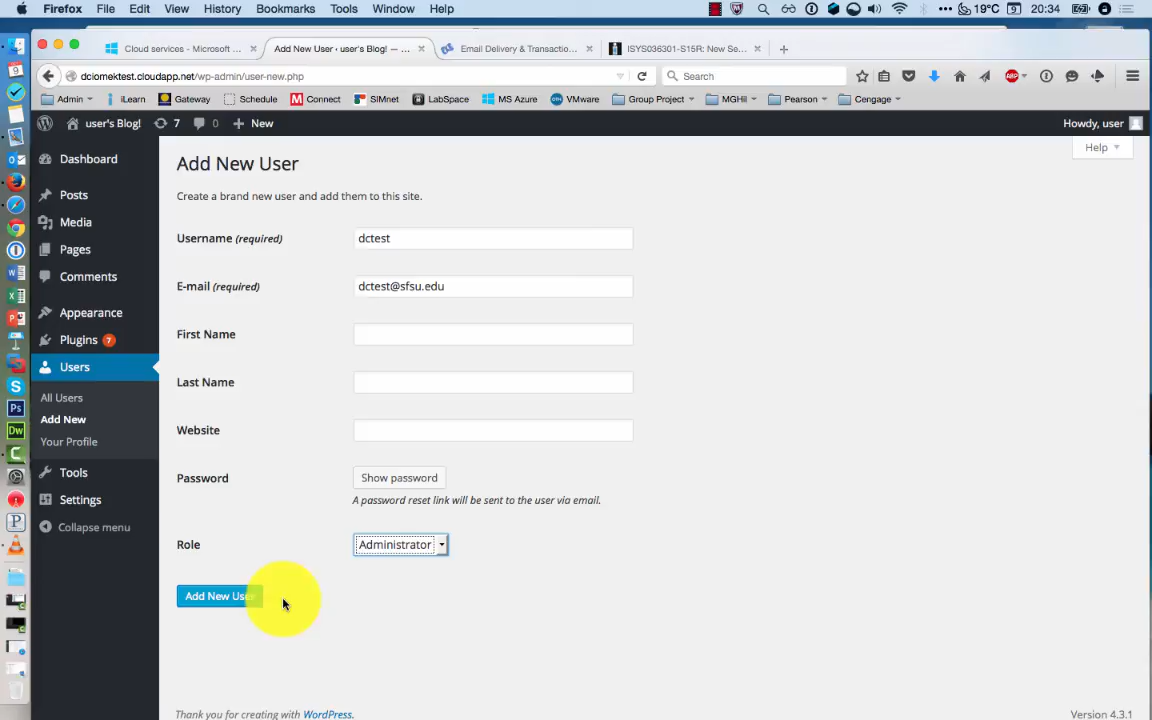 Firefox File Edit View History Bookmarks Tools Window Help 19°C 9 20:34
Cloud services - Microsoft ... Add New User ‹ user's Blog! — ... Email Delivery & Transactio... ISYS036301-S15R: New Se...
dciomektest.cloudapp.net/wp-admin/user-new.php Search ABP
Admin iLearn Gateway Schedule Connect SIMnet LabSpace MS Azure VMware Group Project MGHil Pearson Cengage
user's Blog! 7 0 + New Howdy, user
Help
Dashboard
Posts
Media
Pages
Comments
Appearance
Plugins 7
Users
All Users
Add New
Your Profile
Tools
Settings
Collapse menu
Add New User
Create a brand new user and add them to this site.
Username (required) dctest
E-mail (required) dctest@sfsu.edu
First Name
Last Name
Website
Password Show password
A password reset link will be sent to the user via email.
Role Administrator
Add New User
Thank you for creating with WordPress. Version 4.3.1